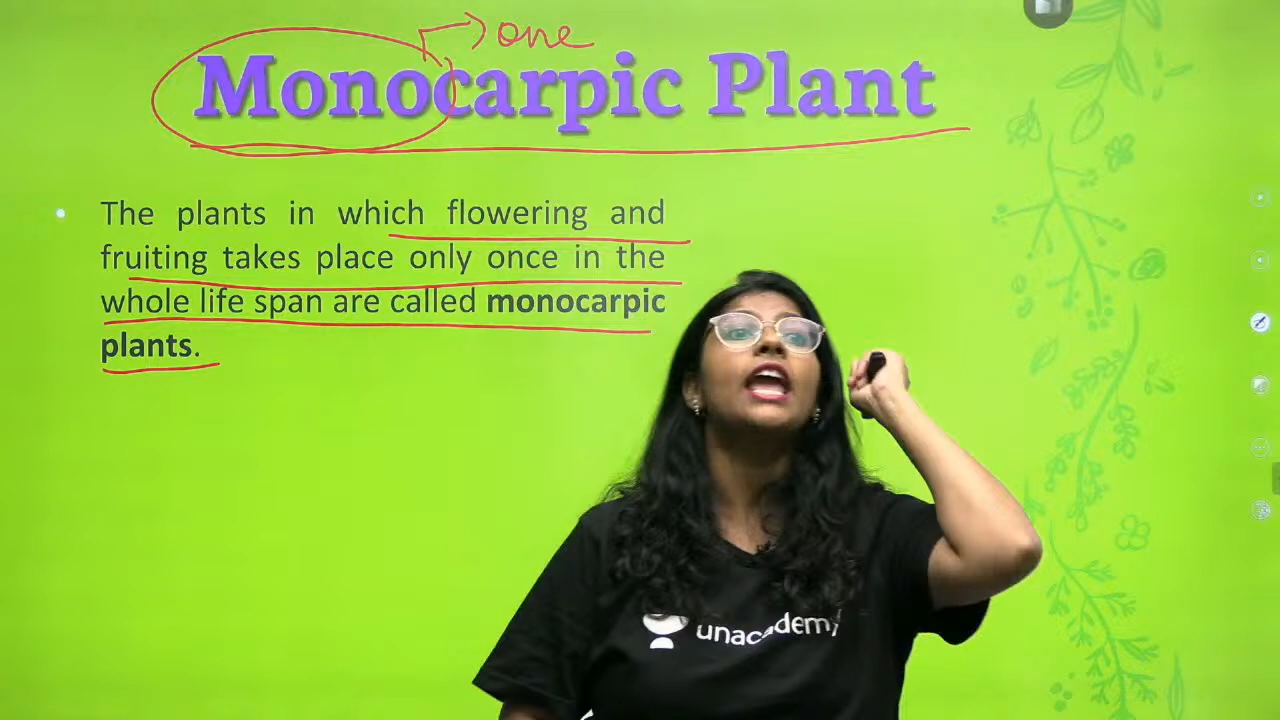 one
Monocarpic Plant
The plants in which flowering and
fruiting takes place only once in the
whole life span are called monocarpic
plants.
unacademy